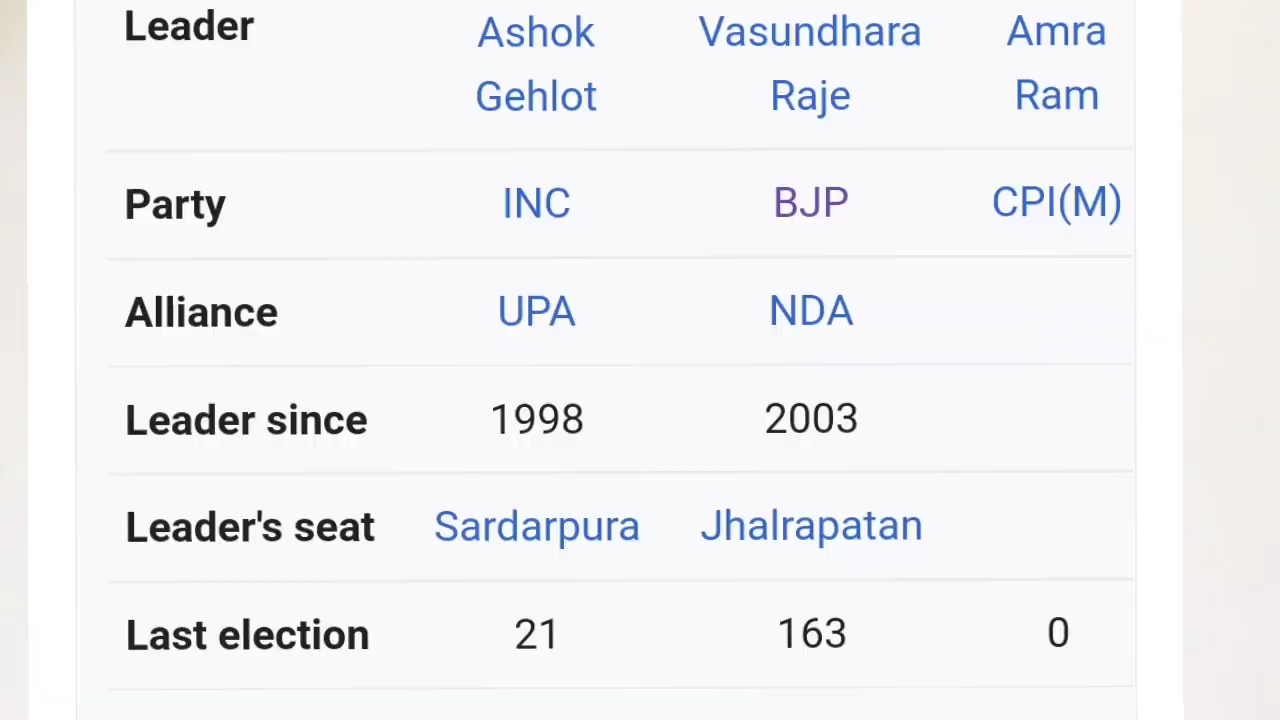 Leader Ashok Vasundhara Amra
Gehlot Raje Ram
Party INC BJP CPI(M)
Alliance UPA NDA
Leader since 1998 2003
Leader's seat Sardarpura Jhalrapatan
Last election 21 163 0